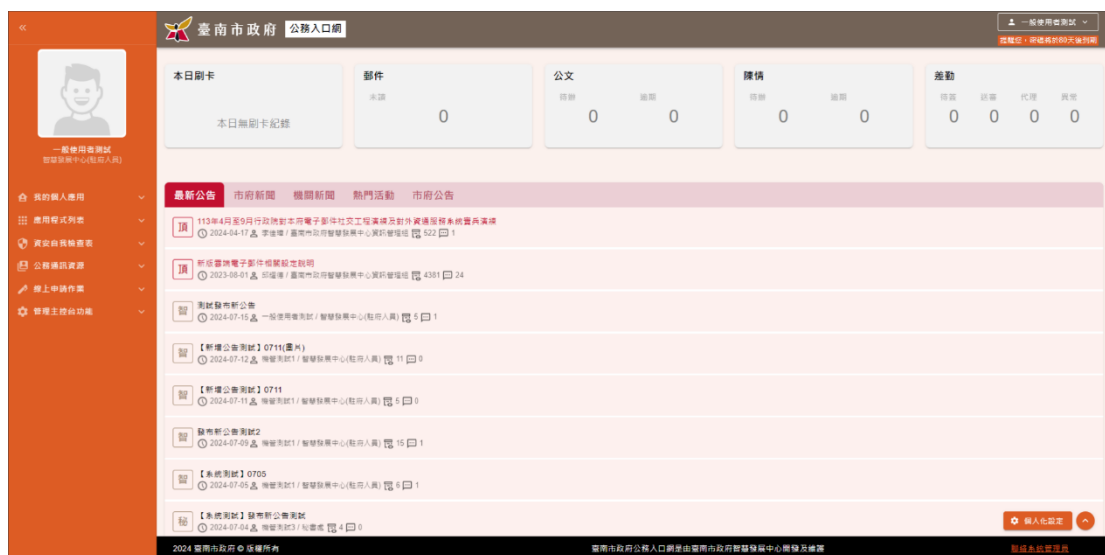 臺南市政府 公務入口網
一般使用者測試
提醒您，密碼將於80天後到期
一般使用者測試
智慧發展中心(駐府人員)
我的個人應用
應用程式列表
資安自我檢查表
公務通訊資源
線上申請作業
管理主控台功能
本日刷卡
本日無刷卡紀錄
郵件
未讀
0
公文
待辦 逾期
0 0
陳情
待辦 逾期
0 0
差勤
待簽 待審 代理 異常
0 0 0 0
最新公告 市府新聞 機關新聞 熱門活動 市府公告
頂 113年4月至9月行政院對本府電子郵件社交工程演練及對外資通服務系統實兵演練
2024-04-17 李佳璋 / 臺南市政府智慧發展中心資訊管理組 522 1
頂 新版雲端電子郵件相關設定說明
2023-08-01 / 臺南市政府智慧發展中心資訊管理組 4381 24
智 測試發布新公告
2024-07-15 一般使用者測試 / 智慧發展中心(駐府人員) 5 1
智 【新增公告測試】0711(圖片)
2024-07-12 機管測試1 / 智慧發展中心(駐府人員) 11 0
智 【新增公告測試】0711
2024-07-11 機管測試1 / 智慧發展中心(駐府人員) 5 0
智 發布新公告測試2
2024-07-09 機管測試1 / 智慧發展中心(駐府人員) 15 1
智 【系統測試】0705
2024-07-05 機管測試1 / 智慧發展中心(駐府人員) 6 1
秘 【系統測試】發布新公告測試
2024-07-04 機管測試3 / 秘書處 4 0
個人化設定
2024 臺南市政府 © 版權所有
臺南市政府公務入口網是由臺南市政府智慧發展中心開發及維護
聯絡系統管理員